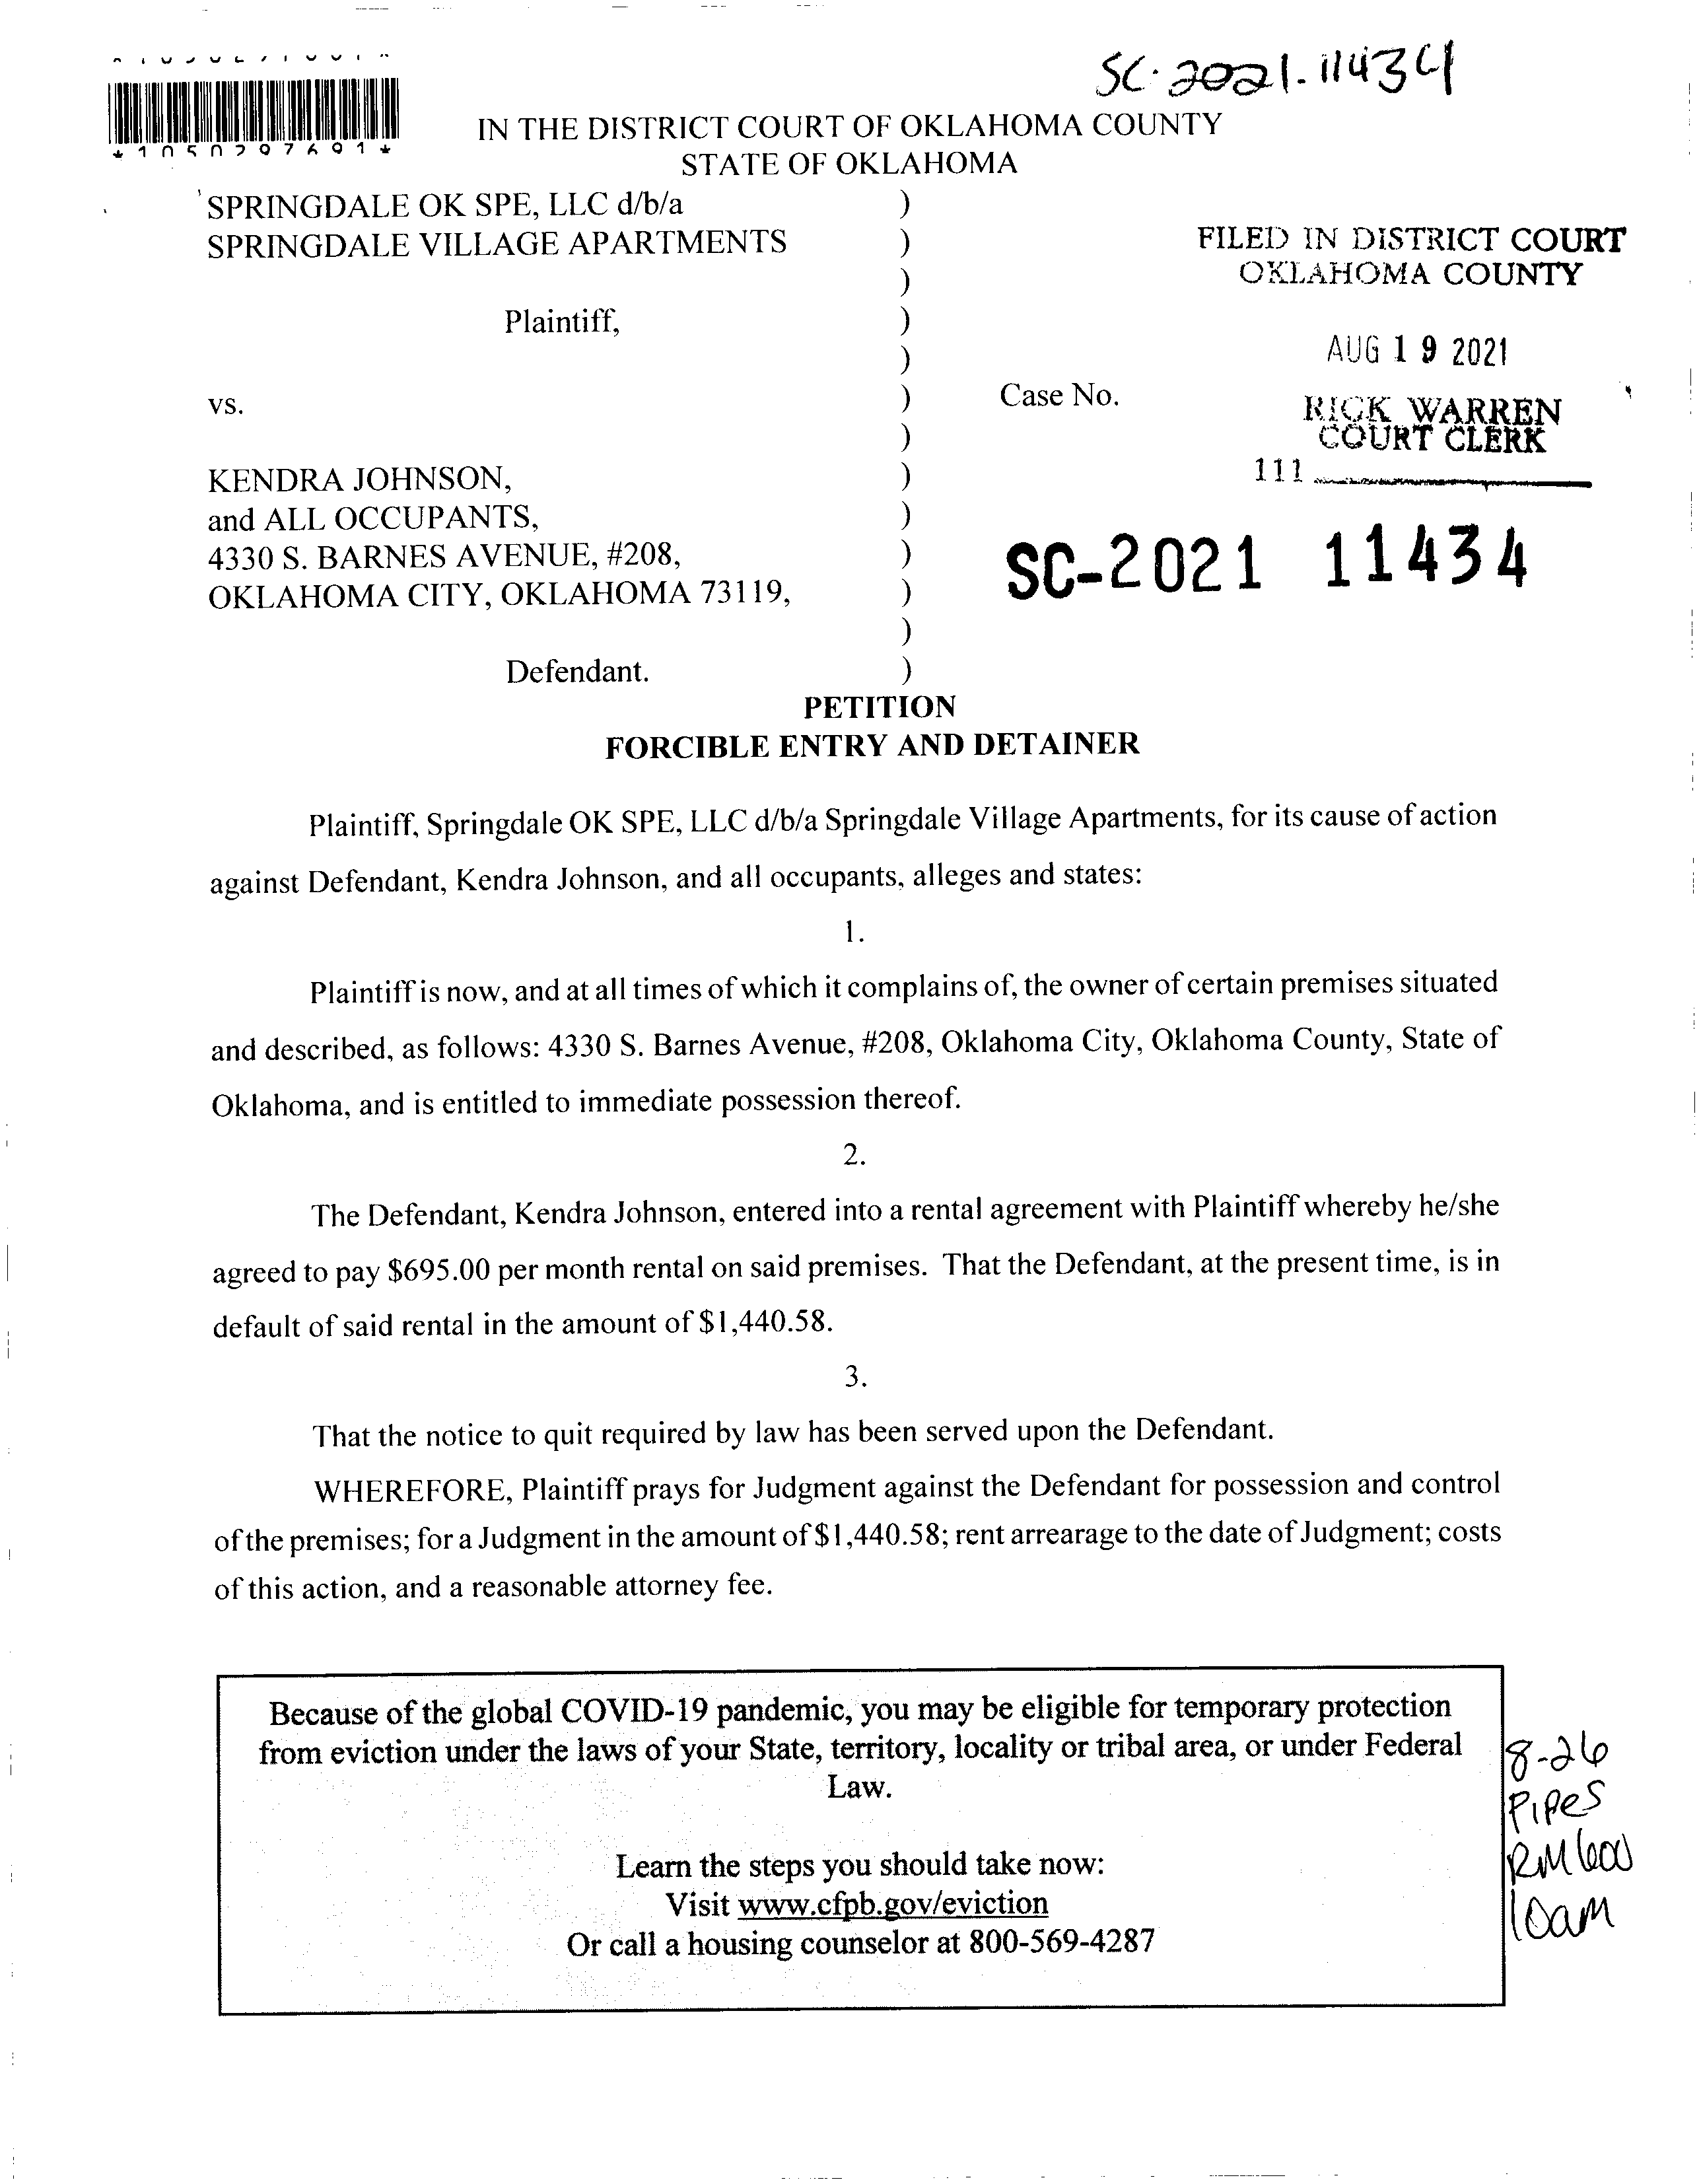 SC-2021-11434
*1050297691*
IN THE DISTRICT COURT OF OKLAHOMA COUNTY
STATE OF OKLAHOMA
SPRINGDALE OK SPE, LLC d/b/a )
SPRINGDALE VILLAGE APARTMENTS )
)
Plaintiff, )
)
vs. ) Case No.
)
KENDRA JOHNSON, )
and ALL OCCUPANTS, )
4330 S. BARNES AVENUE, #208, )
OKLAHOMA CITY, OKLAHOMA 73119, )
)
Defendant. )
FILED IN DISTRICT COURT
OKLAHOMA COUNTY
AUG 19 2021
RICK WARREN
COURT CLERK
111
SC-2021 11434
PETITION
FORCIBLE ENTRY AND DETAINER
Plaintiff, Springdale OK SPE, LLC d/b/a Springdale Village Apartments, for its cause of action
against Defendant, Kendra Johnson, and all occupants, alleges and states:
1.
Plaintiff is now, and at all times of which it complains of, the owner of certain premises situated
and described, as follows: 4330 S. Barnes Avenue, #208, Oklahoma City, Oklahoma County, State of
Oklahoma, and is entitled to immediate possession thereof.
2.
The Defendant, Kendra Johnson, entered into a rental agreement with Plaintiff whereby he/she
agreed to pay $695.00 per month rental on said premises. That the Defendant, at the present time, is in
default of said rental in the amount of $1,440.58.
3.
That the notice to quit required by law has been served upon the Defendant.
WHEREFORE, Plaintiff prays for Judgment against the Defendant for possession and control
of the premises; for a Judgment in the amount of $1,440.58; rent arrearage to the date of Judgment; costs
of this action, and a reasonable attorney fee.
Because of the global COVID-19 pandemic, you may be eligible for temporary protection
from eviction under the laws of your State, territory, locality or tribal area, or under Federal
Law.
Learn the steps you should take now:
Visit www.cfpb.gov/eviction
Or call a housing counselor at 800-569-4287
8-26
Pipes
RM 600
10am